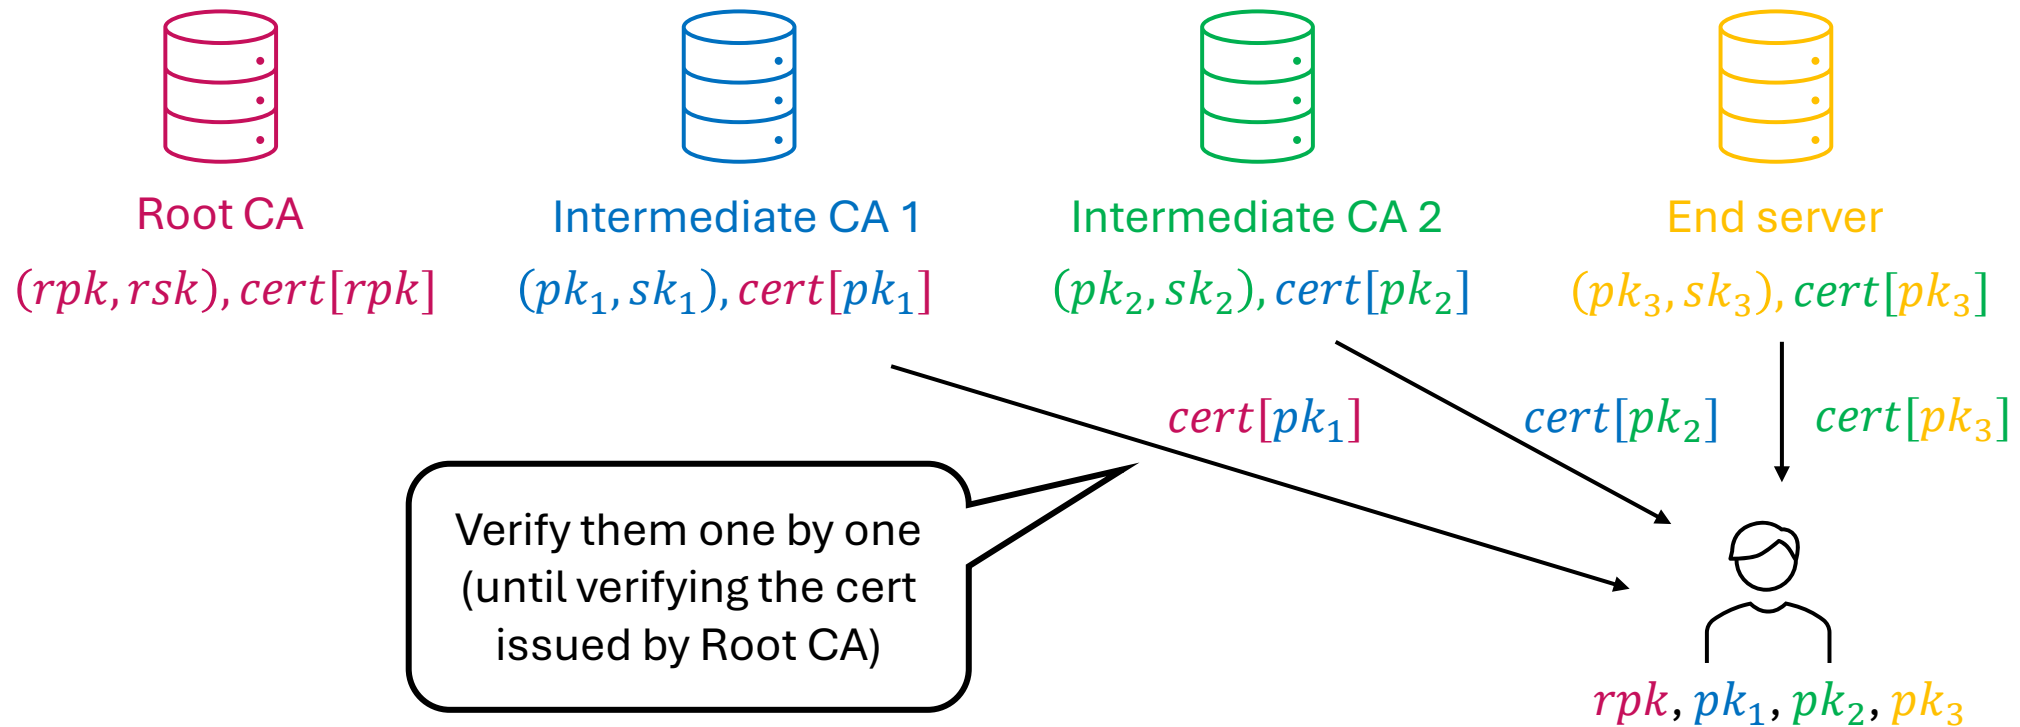 Root CA
Intermediate CA 1
Intermediate CA 2
End server
(rpk, rsk), cert[rpk]
(pk₁, sk₁), cert[pk₁]
(pk₂, sk₂), cert[pk₂]
(pk₃, sk₃), cert[pk₃]
cert[pk₁]
cert[pk₂]
cert[pk₃]
Verify them one by one
(until verifying the cert
issued by Root CA)
rpk, pk₁, pk₂, pk₃